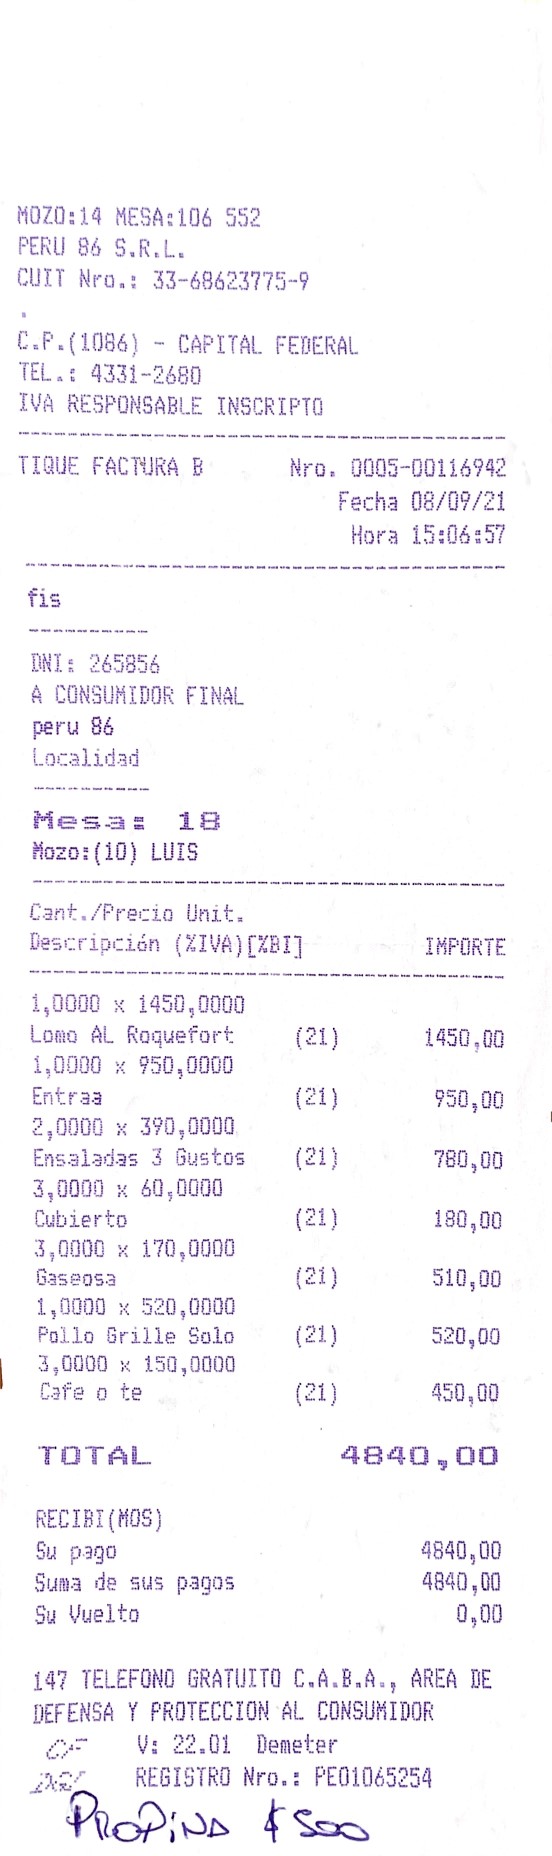 MOZO:14 MESA:106 552
PERU 86 S.R.L.
CUIT Nro.: 33-68623775-9
.
C.P.(1086) - CAPITAL FEDERAL
TEL.: 4331-2680
IVA RESPONSABLE INSCRIPTO
TIQUE FACTURA B Nro. 0005-00116942
Fecha 08/09/21
Hora 15:06:57
fis
DNI: 265856
A CONSUMIDOR FINAL
peru 86
Localidad
Mesa: 18
Mozo:(10) LUIS
Cant./Precio Unit.
Descripción (%IVA)[%BI] IMPORTE
1,0000 x 1450,0000
Lomo AL Roquefort (21) 1450,00
1,0000 x 950,0000
Entraa (21) 950,00
2,0000 x 390,0000
Ensaladas 3 Gustos (21) 780,00
3,0000 x 60,0000
Cubierto (21) 180,00
3,0000 x 170,0000
Gaseosa (21) 510,00
1,0000 x 520,0000
Pollo Grille Solo (21) 520,00
3,0000 x 150,0000
Cafe o te (21) 450,00
TOTAL 4840,00
RECIBI(MOS)
Su pago 4840,00
Suma de sus pagos 4840,00
Su Vuelto 0,00
147 TELEFONO GRATUITO C.A.B.A., AREA DE
DEFENSA Y PROTECCION AL CONSUMIDOR
CF V: 22.01 Demeter
REGISTRO Nro.: PEO1065254
PROPINA $500